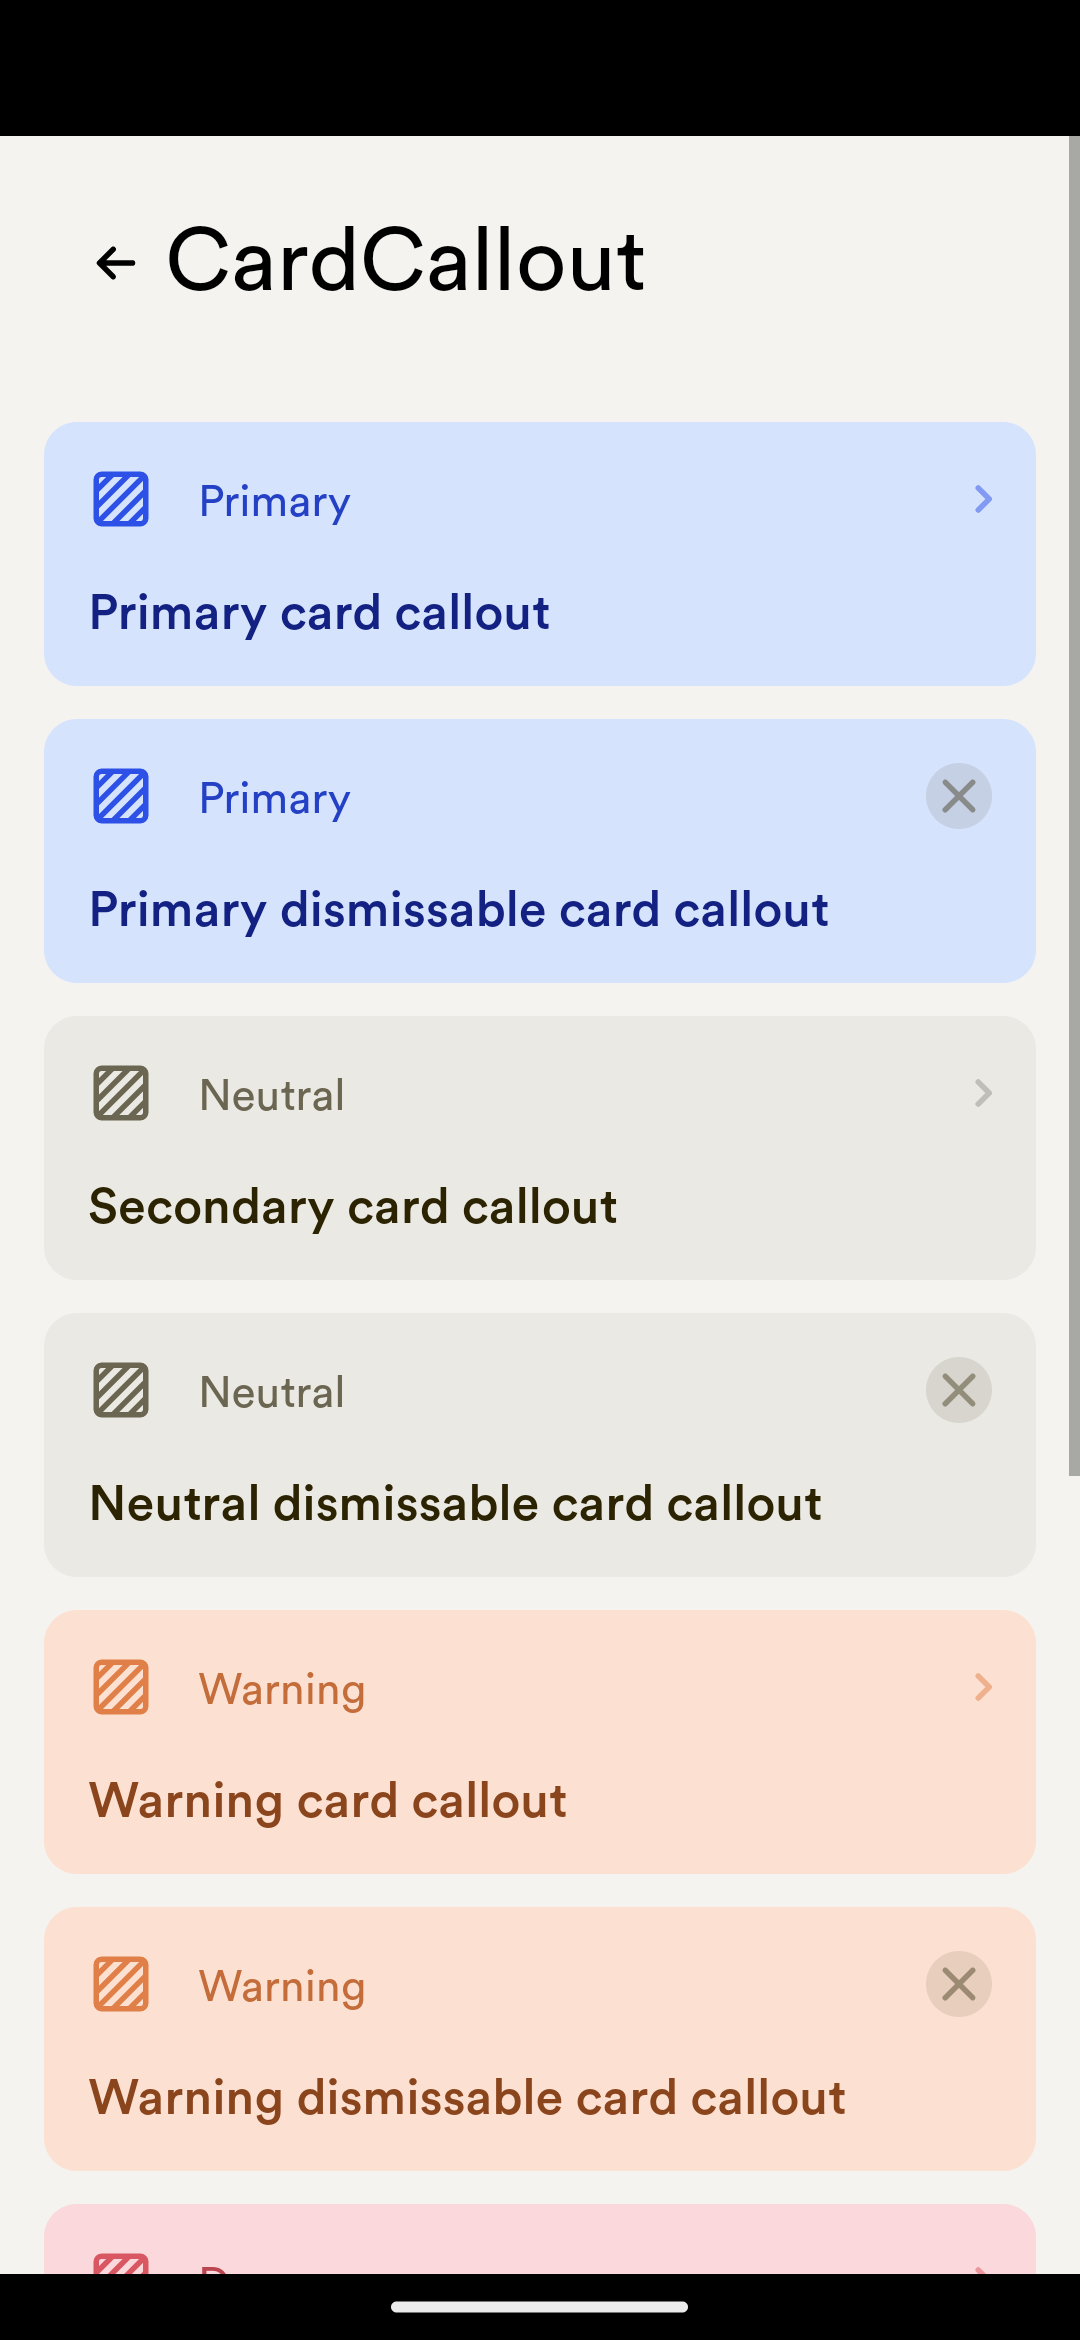 CardCallout
Primary
Primary card callout
Primary
Primary dismissable card callout
Neutral
Secondary card callout
Neutral
Neutral dismissable card callout
Warning
Warning card callout
Warning
Warning dismissable card callout